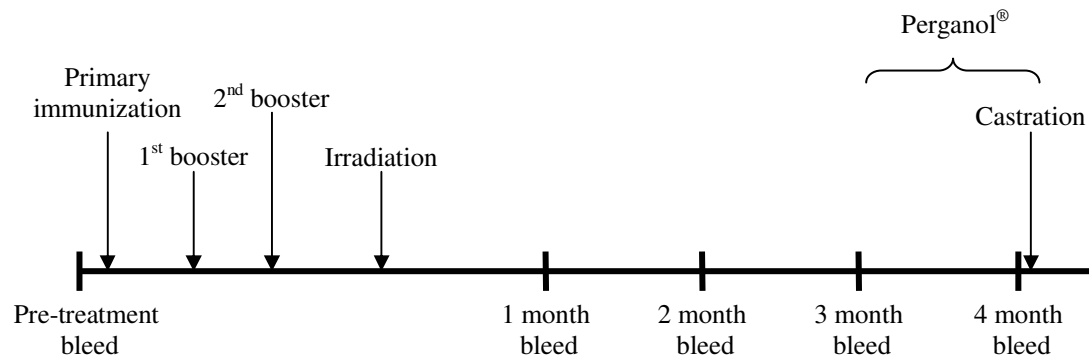 Perganol®
Primary
immunization
2nd booster
Castration
1st booster
Irradiation
Pre-treatment
bleed
1 month
bleed
2 month
bleed
3 month
bleed
4 month
bleed